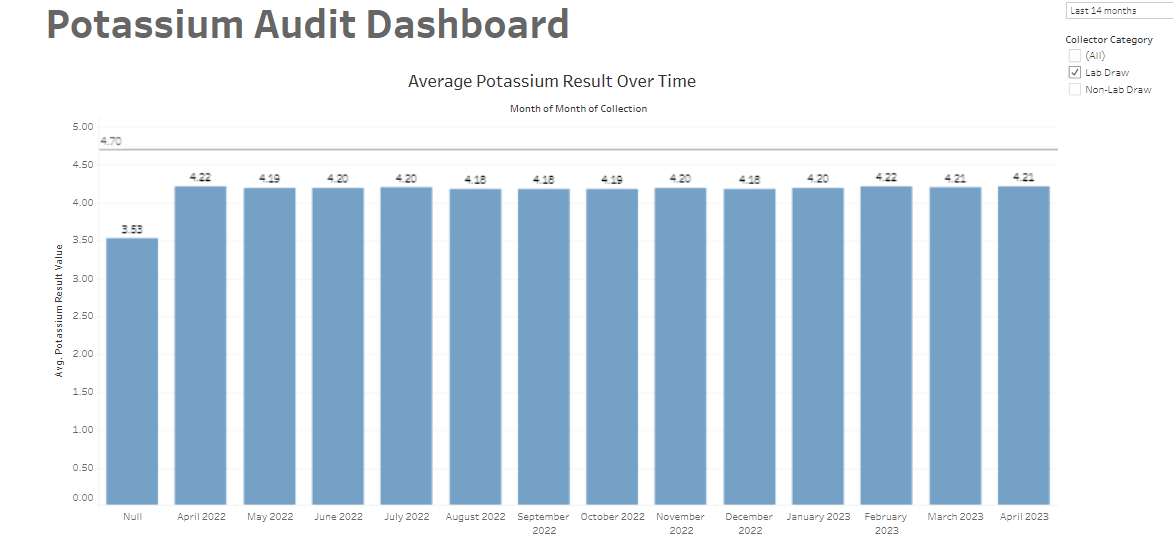 Potassium Audit Dashboard
Last 14 months
Collector Category
(All)
Lab Draw
Non-Lab Draw
Average Potassium Result Over Time
Month of Month of Collection
Avg. Potassium Result Value
5.00
4.50
4.00
3.50
3.00
2.50
2.00
1.50
1.00
0.50
0.00
4.70
3.53
4.22
4.19
4.20
4.20
4.18
4.18
4.19
4.20
4.18
4.20
4.22
4.21
4.21
Null
April 2022
May 2022
June 2022
July 2022
August 2022
September
2022
October 2022
November
2022
December
2022
January 2023
February
2023
March 2023
April 2023